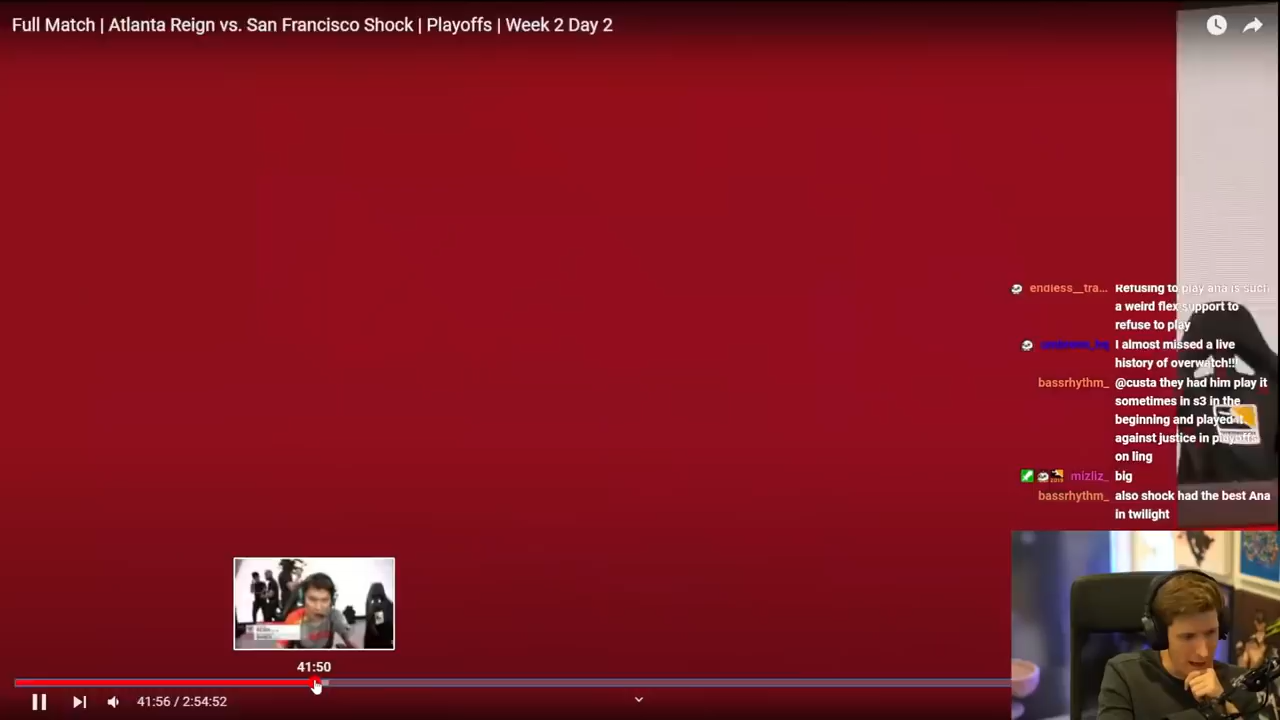 Full Match | Atlanta Reign vs. San Francisco Shock | Playoffs | Week 2 Day 2
endless__tra... Refusing to play ana is such
a weird flex support to
refuse to play
I almost missed a live
history of overwatch!!!
bassrhythm_ @custa they had him play it
sometimes in s3 in the
beginning and played it
against justice in playoffs
on ling
mizliz_ big
bassrhythm_ also shock had the best Ana
in twilight
41:50
41:56 / 2:54:52